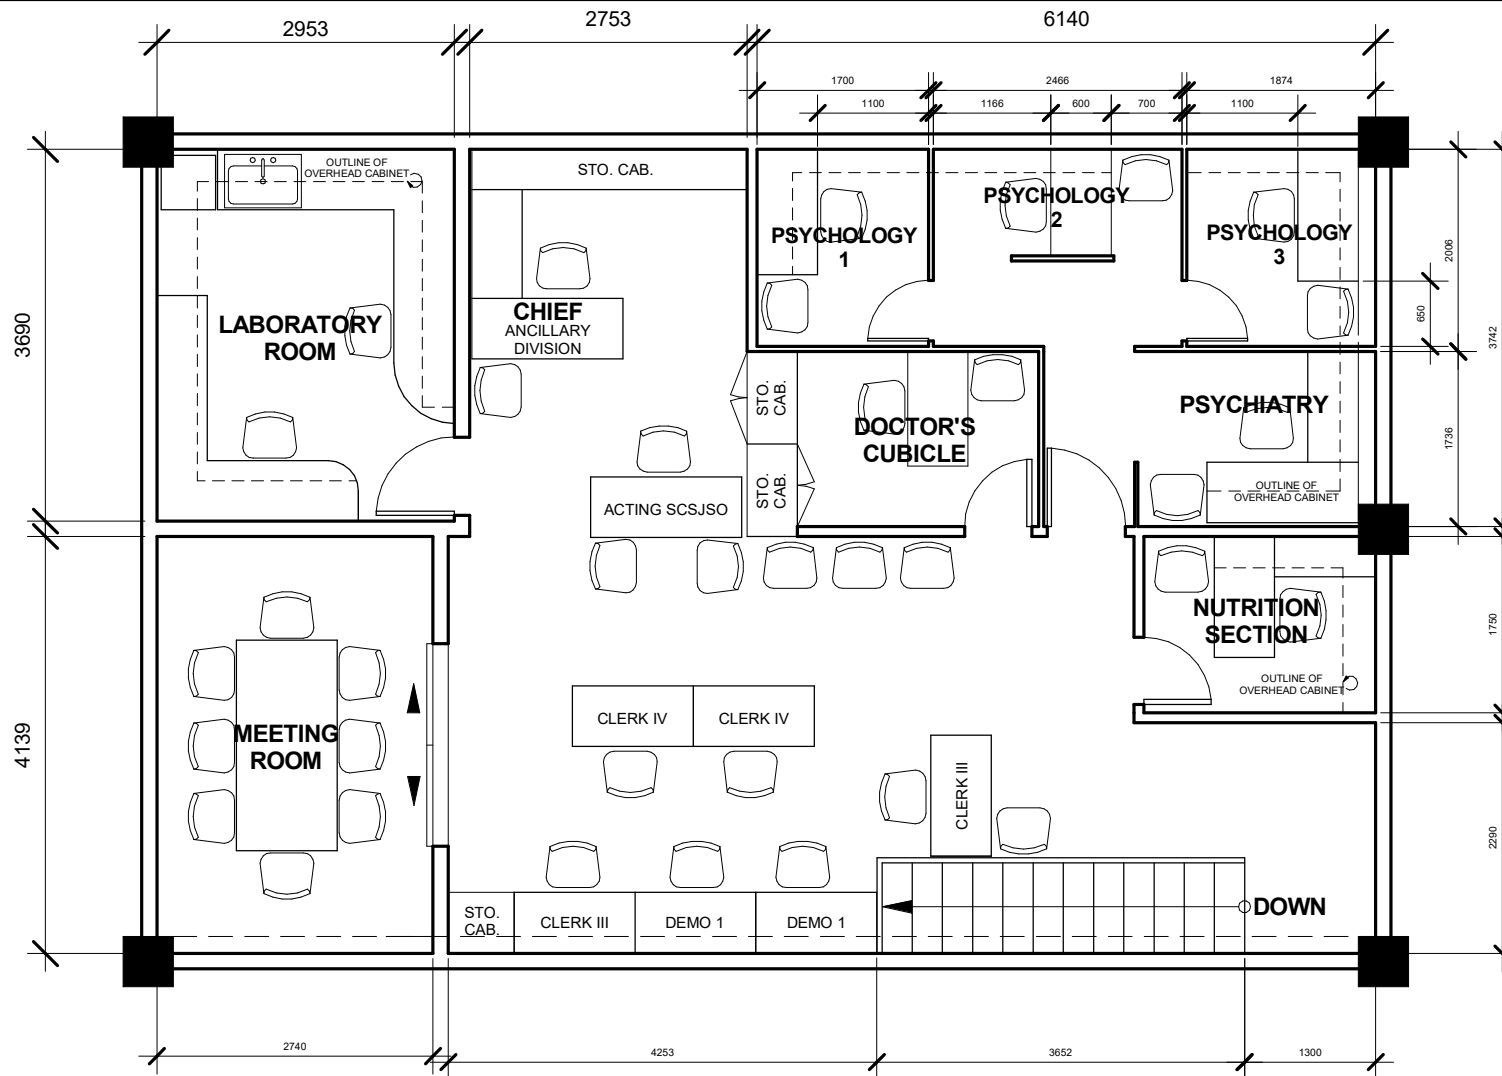 2953
2753
6140
1700
2466
1874
1100
1166
600
700
1100
OUTLINE OF
OVERHEAD CABINET
STO. CAB.
PSYCHOLOGY
1
PSYCHOLOGY
2
PSYCHOLOGY
3
2006
650
3742
3690
LABORATORY
ROOM
CHIEF
ANCILLARY
DIVISION
STO.
CAB.
STO.
CAB.
DOCTOR'S
CUBICLE
PSYCHIATRY
1736
OUTLINE OF
OVERHEAD CABINET
ACTING SCSJSO
NUTRITION
SECTION
1750
OUTLINE OF
OVERHEAD CABINET
4139
MEETING
ROOM
CLERK IV
CLERK IV
CLERK III
2290
STO.
CAB.
CLERK III
DEMO 1
DEMO 1
DOWN
2740
4253
3652
1300